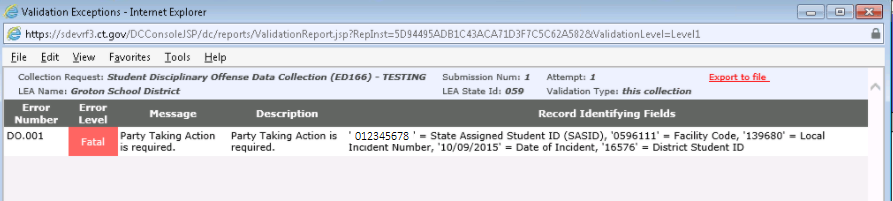 Validation Exceptions - Internet Explorer
https://sdevrf3.ct.gov/DCConsoleJSP/dc/reports/ValidationReport.jsp?RepInst=5D94495ADB1C43ACA71D3F7C5C62A582&ValidationLevel=Level1
File Edit View Favorites Tools Help
Collection Request: Student Disciplinary Offense Data Collection (ED166) - TESTING Submission Num: 1 Attempt: 1 Export to file
LEA Name: Groton School District LEA State Id: 059 Validation Type: this collection
Error Number Error Level Message Description Record Identifying Fields
DO.001 Fatal Party Taking Action is required. Party Taking Action is required. ' 012345678 ' = State Assigned Student ID (SASID), '0596111' = Facility Code, '139680' = Local
Incident Number, '10/09/2015' = Date of Incident, '16576' = District Student ID